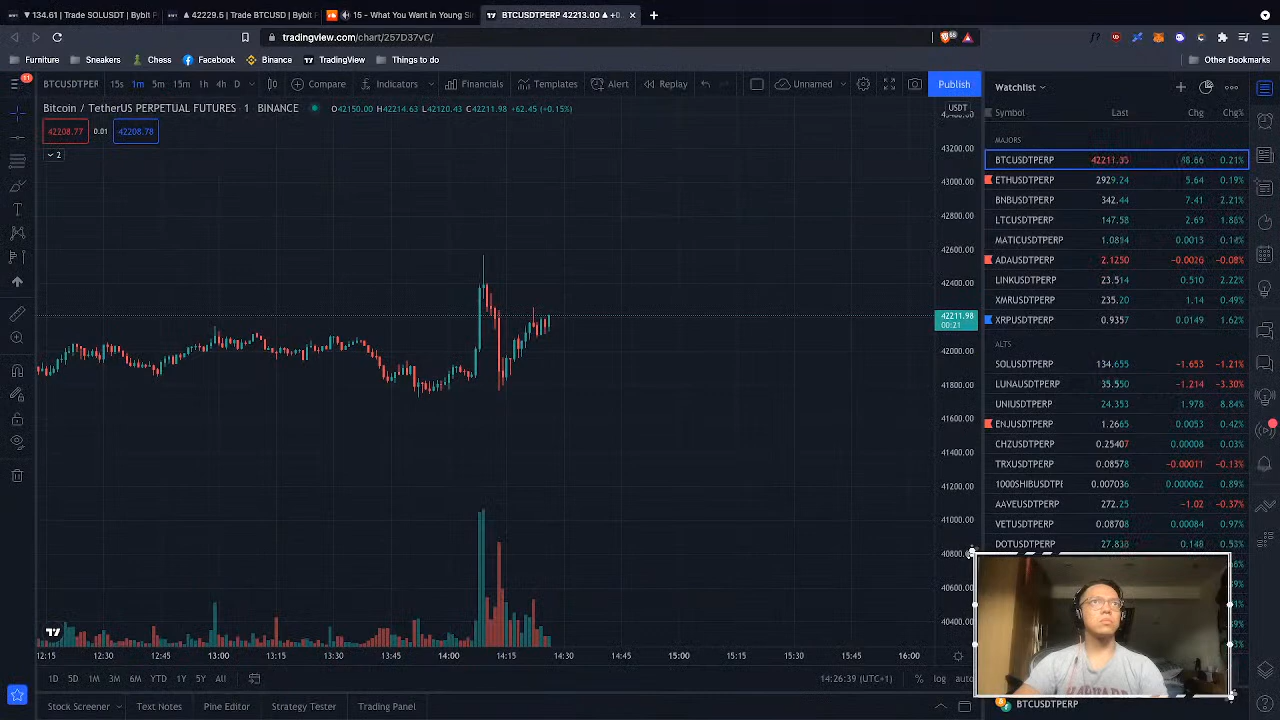 134.61 | Trade SOLUSDT | Bybit F
42229.5 | Trade BTCUSD | Bybit F
15 - What You Want in Young Si
BTCUSDTPERP 42213.00 ▲ +0.
tradingview.com/chart/257D37vC/
Furniture Sneakers Chess Facebook Binance TradingView Things to do Other Bookmarks
BTCUSDTPERP 15s 1m 5m 15m 1h 4h D Compare Indicators Financials Templates Alert Replay Unnamed Publish
Bitcoin / TetherUS PERPETUAL FUTURES · 1 · BINANCE O42150.00 H42214.63 L42120.43 C42211.98 +62.45 (+0.15%)
42208.77 0.01 42208.78
2
USDT
43200.00
43000.00
42800.00
42600.00
42400.00
42211.98
00:21
42000.00
41800.00
41600.00
41400.00
41200.00
41000.00
40800.00
40600.00
40400.00
12:15 12:30 12:45 13:00 13:15 13:30 13:45 14:00 14:15 14:30 14:45 15:00 15:15 15:30 15:45 16:00
1D 5D 1M 3M 6M YTD 1Y 5Y All 14:26:39 (UTC+1) % log auto
Stock Screener Text Notes Pine Editor Strategy Tester Trading Panel
Watchlist
Symbol Last Chg Chg%
MAJORS
BTCUSDTPERP 0.21%
ETHUSDTPERP 2929.24 5.64 0.19%
BNBUSDTPERP 342.44 7.41 2.21%
LTCUSDTPERP 147.58 2.69 1.88%
MATICUSDTPERP 1.0894 0.0013
ADAUSDTPERP 2.1250 −0.0026
LINKUSDTPERP 23.514 0.510 2.22%
XMRUSDTPERP 235.20 1.14 0.49%
XRPUSDTPERP 0.9357 0.0149 1.62%
ALTS
SOLUSDTPERP 134.655 −1.653 −1.21%
LUNAUSDTPERP 35.550 −1.214 −3.30%
UNIUSDTPERP 24.353 1.978 8.84%
ENJUSDTPERP 1.2665 0.0053 0.42%
CHZUSDTPERP 0.25407 0.00008 0.03%
TRXUSDTPERP 0.08578 −0.00011 −0.13%
1000SHIBUSDTPE 0.007036 0.000062 0.89%
AAVEUSDTPERP 272.25 −1.02 −0.37%
VETUSDTPERP 0.08708 0.00084 0.97%
DOTUSDTPERP 27.838 0.148 0.53%
HARVARD
BTCUSDTPERP